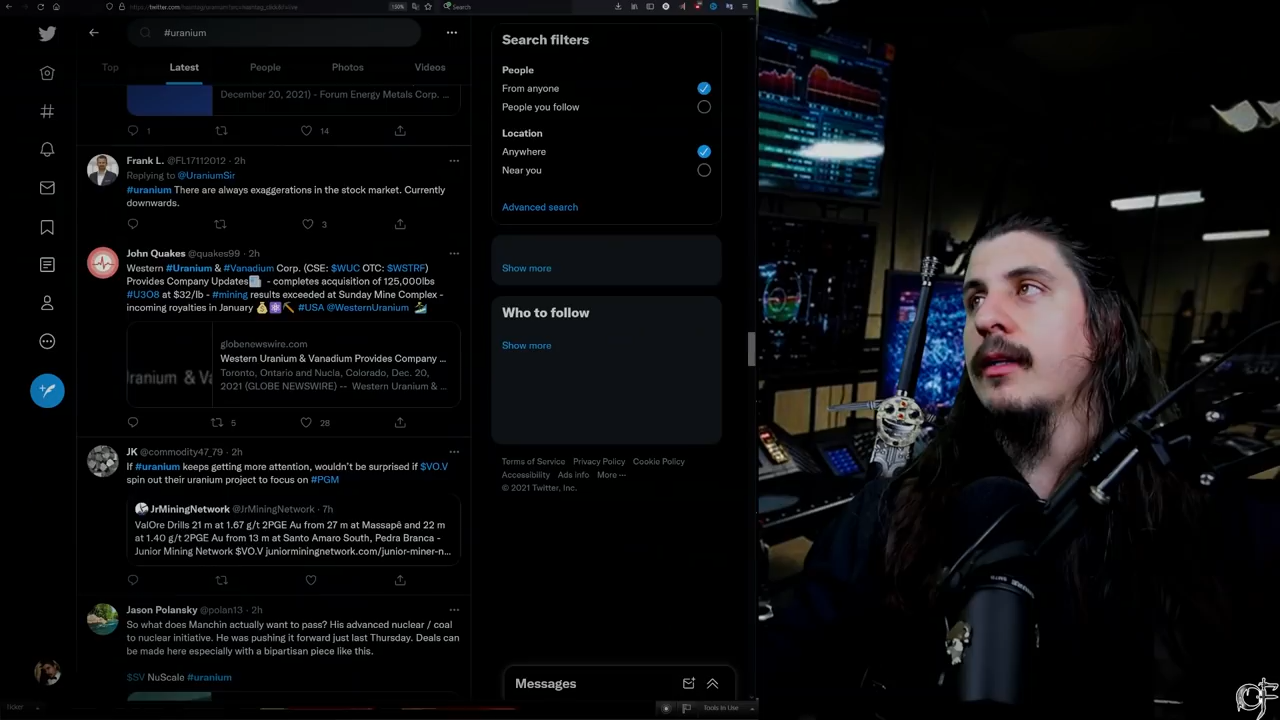 150%
Search
#uranium
Top
Latest
People
Photos
Videos
December 20, 2021) - Forum Energy Metals Corp. ...
1
14
Frank L. @FL17112012 · 2h
Replying to @UraniumSir
#uranium There are always exaggerations in the stock market. Currently
downwards.
3
John Quakes @quakes99 · 2h
Western #Uranium & #Vanadium Corp. (CSE: $WUC OTC: $WSTRF)
Provides Company Updates - completes acquisition of 125,000lbs
#U3O8 at $32/lb - #mining results exceeded at Sunday Mine Complex -
incoming royalties in January #USA @WesternUranium
ranium & Va
globenewswire.com
Western Uranium & Vanadium Provides Company ...
Toronto, Ontario and Nucla, Colorado, Dec. 20,
2021 (GLOBE NEWSWIRE) -- Western Uranium & ...
5
28
JK @commodity47_79 · 2h
If #uranium keeps getting more attention, wouldn't be surprised if $VO.V
spin out their uranium project to focus on #PGM
JrMiningNetwork @JrMiningNetwork · 7h
ValOre Drills 21 m at 1.67 g/t 2PGE Au from 27 m at Massapê and 22 m
at 1.40 g/t 2PGE Au from 13 m at Santo Amaro South, Pedra Branca -
Junior Mining Network $VO.V juniorminingnetwork.com/junior-miner-n...
Jason Polansky @polan13 · 2h
So what does Manchin actually want to pass? His advanced nuclear / coal
to nuclear initiative. He was pushing it forward just last Thursday. Deals can
be made here especially with a bipartisan piece like this.
$SV NuScale #uranium
Search filters
People
From anyone
People you follow
Location
Anywhere
Near you
Advanced search
Show more
Who to follow
Show more
Terms of Service Privacy Policy Cookie Policy
Accessibility Ads info More ···
© 2021 Twitter, Inc.
Messages
Ticker
Tools In Use